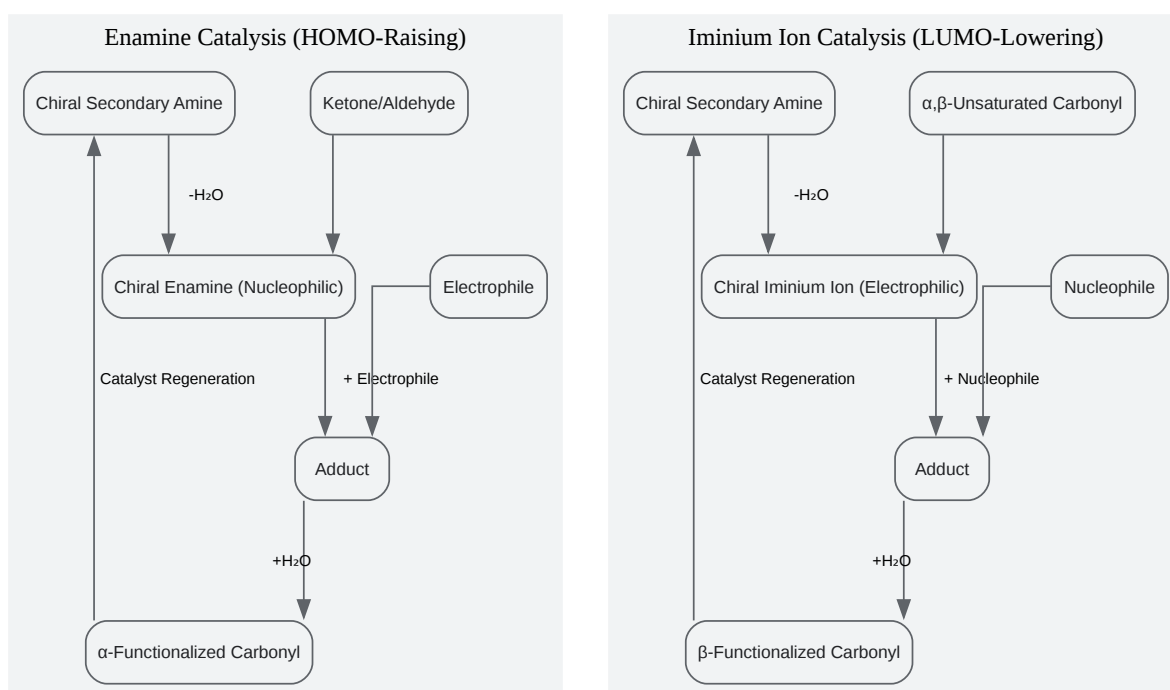 Enamine Catalysis (HOMO-Raising)
Chiral Secondary Amine
Ketone/Aldehyde
-H₂O
Chiral Enamine (Nucleophilic)
Electrophile
Catalyst Regeneration
+ Electrophile
Adduct
+H₂O
α-Functionalized Carbonyl
Iminium Ion Catalysis (LUMO-Lowering)
Chiral Secondary Amine
α,β-Unsaturated Carbonyl
-H₂O
Chiral Iminium Ion (Electrophilic)
Nucleophile
Catalyst Regeneration
+ Nucleophile
Adduct
+H₂O
β-Functionalized Carbonyl